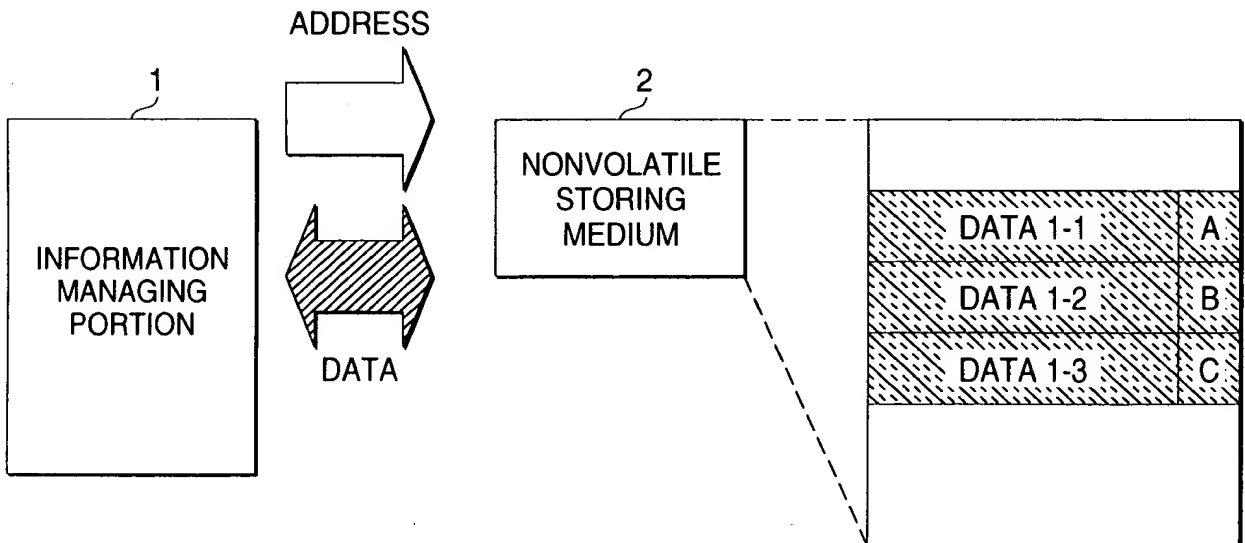 ADDRESS
1
2
INFORMATION
MANAGING
PORTION
DATA
NONVOLATILE
STORING
MEDIUM
DATA 1-1 A
DATA 1-2 B
DATA 1-3 C